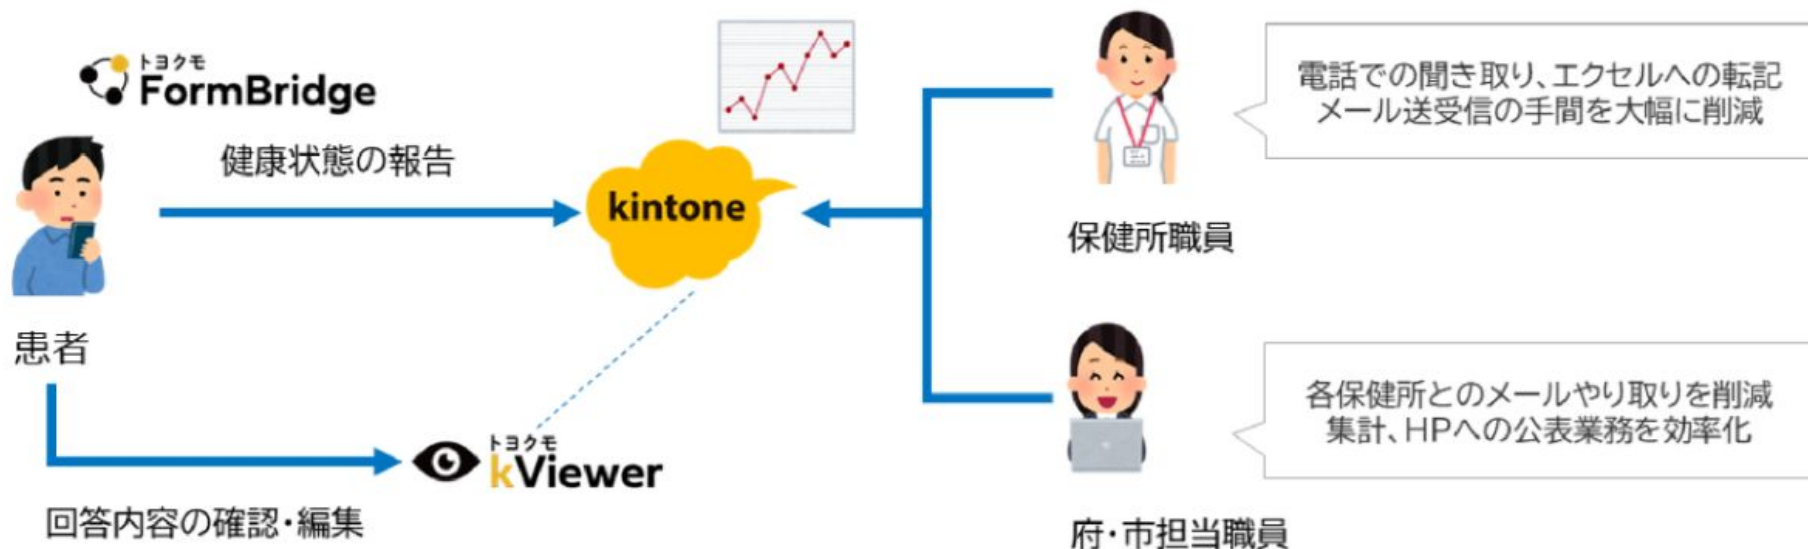 トヨクモ
FormBridge
健康状態の報告
患者
kintone
トヨクモ
kViewer
回答内容の確認・編集
保健所職員
電話での聞き取り、エクセルへの転記
メール送受信の手間を大幅に削減
府・市担当職員
各保健所とのメールやり取りを削減
集計、HPへの公表業務を効率化